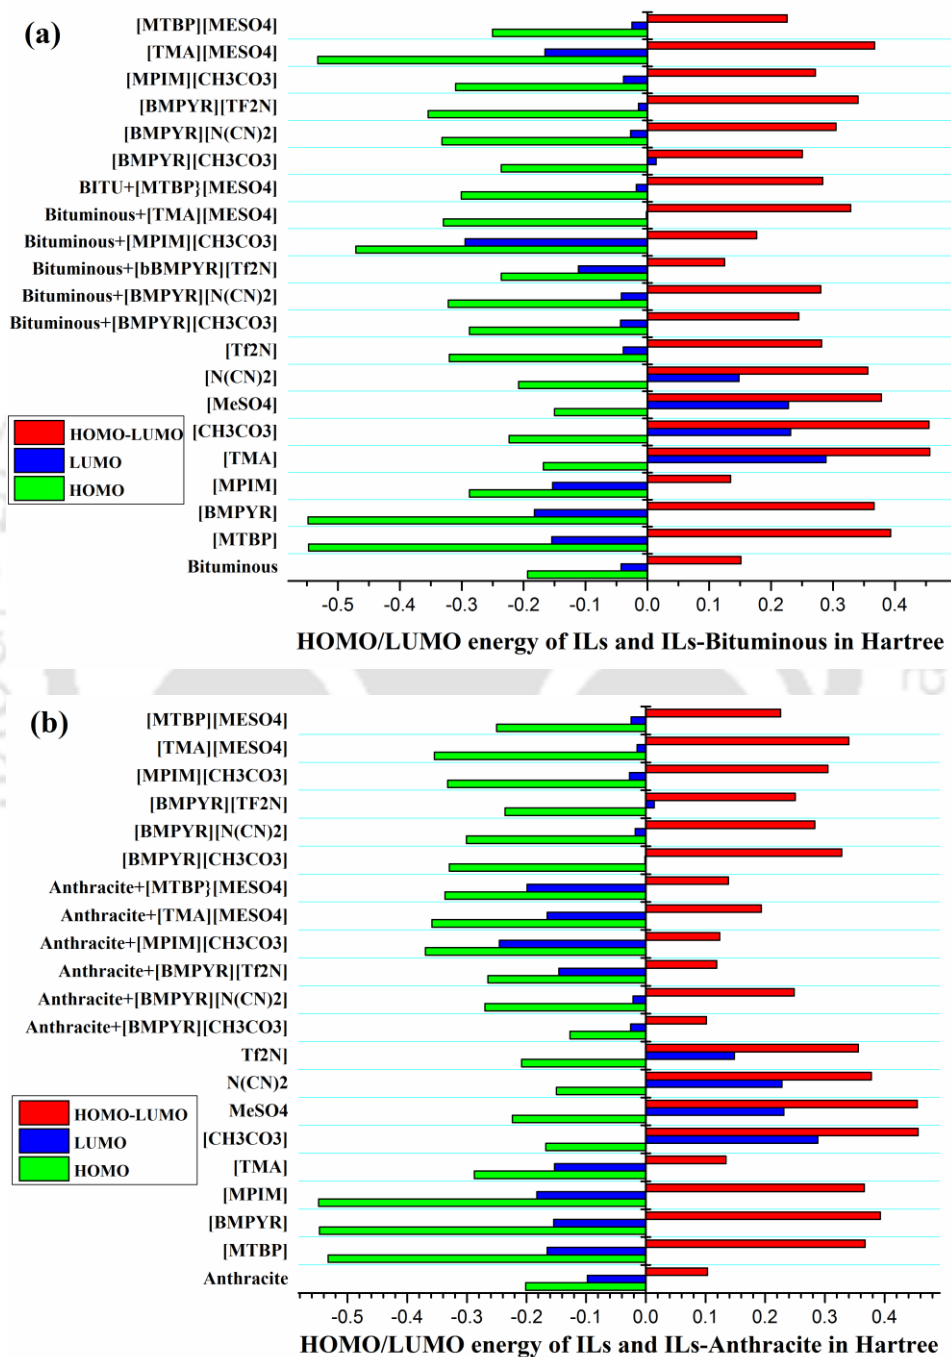 (a)
[MTBP][MESO4]
[TMA][MESO4]
[MPIM][CH3CO3]
[BMPYR][TF2N]
[BMPYR][N(CN)2]
[BMPYR][CH3CO3]
BITU+[MTBP}[MESO4]
Bituminous+[TMA][MESO4]
Bituminous+[MPIM][CH3CO3]
Bituminous+[bBMPYR][Tf2N]
Bituminous+[BMPYR][N(CN)2]
Bituminous+[BMPYR][CH3CO3]
[Tf2N]
[N(CN)2]
[MeSO4]
[CH3CO3]
[TMA]
[MPIM]
[BMPYR]
[MTBP]
Bituminous
HOMO-LUMO
LUMO
HOMO
-0.5 -0.4 -0.3 -0.2 -0.1 0.0 0.1 0.2 0.3 0.4
HOMO/LUMO energy of ILs and ILs-Bituminous in Hartree
(b)
[MTBP][MESO4]
[TMA][MESO4]
[MPIM][CH3CO3]
[BMPYR][TF2N]
[BMPYR][N(CN)2]
[BMPYR][CH3CO3]
Anthracite+[MTBP}[MESO4]
Anthracite+[TMA][MESO4]
Anthracite+[MPIM][CH3CO3]
Anthracite+[BMPYR][Tf2N]
Anthracite+[BMPYR][N(CN)2]
Anthracite+[BMPYR][CH3CO3]
Tf2N]
N(CN)2
MeSO4
[CH3CO3]
[TMA]
[MPIM]
[BMPYR]
[MTBP]
Anthracite
HOMO-LUMO
LUMO
HOMO
-0.5 -0.4 -0.3 -0.2 -0.1 0.0 0.1 0.2 0.3 0.4
HOMO/LUMO energy of ILs and ILs-Anthracite in Hartree